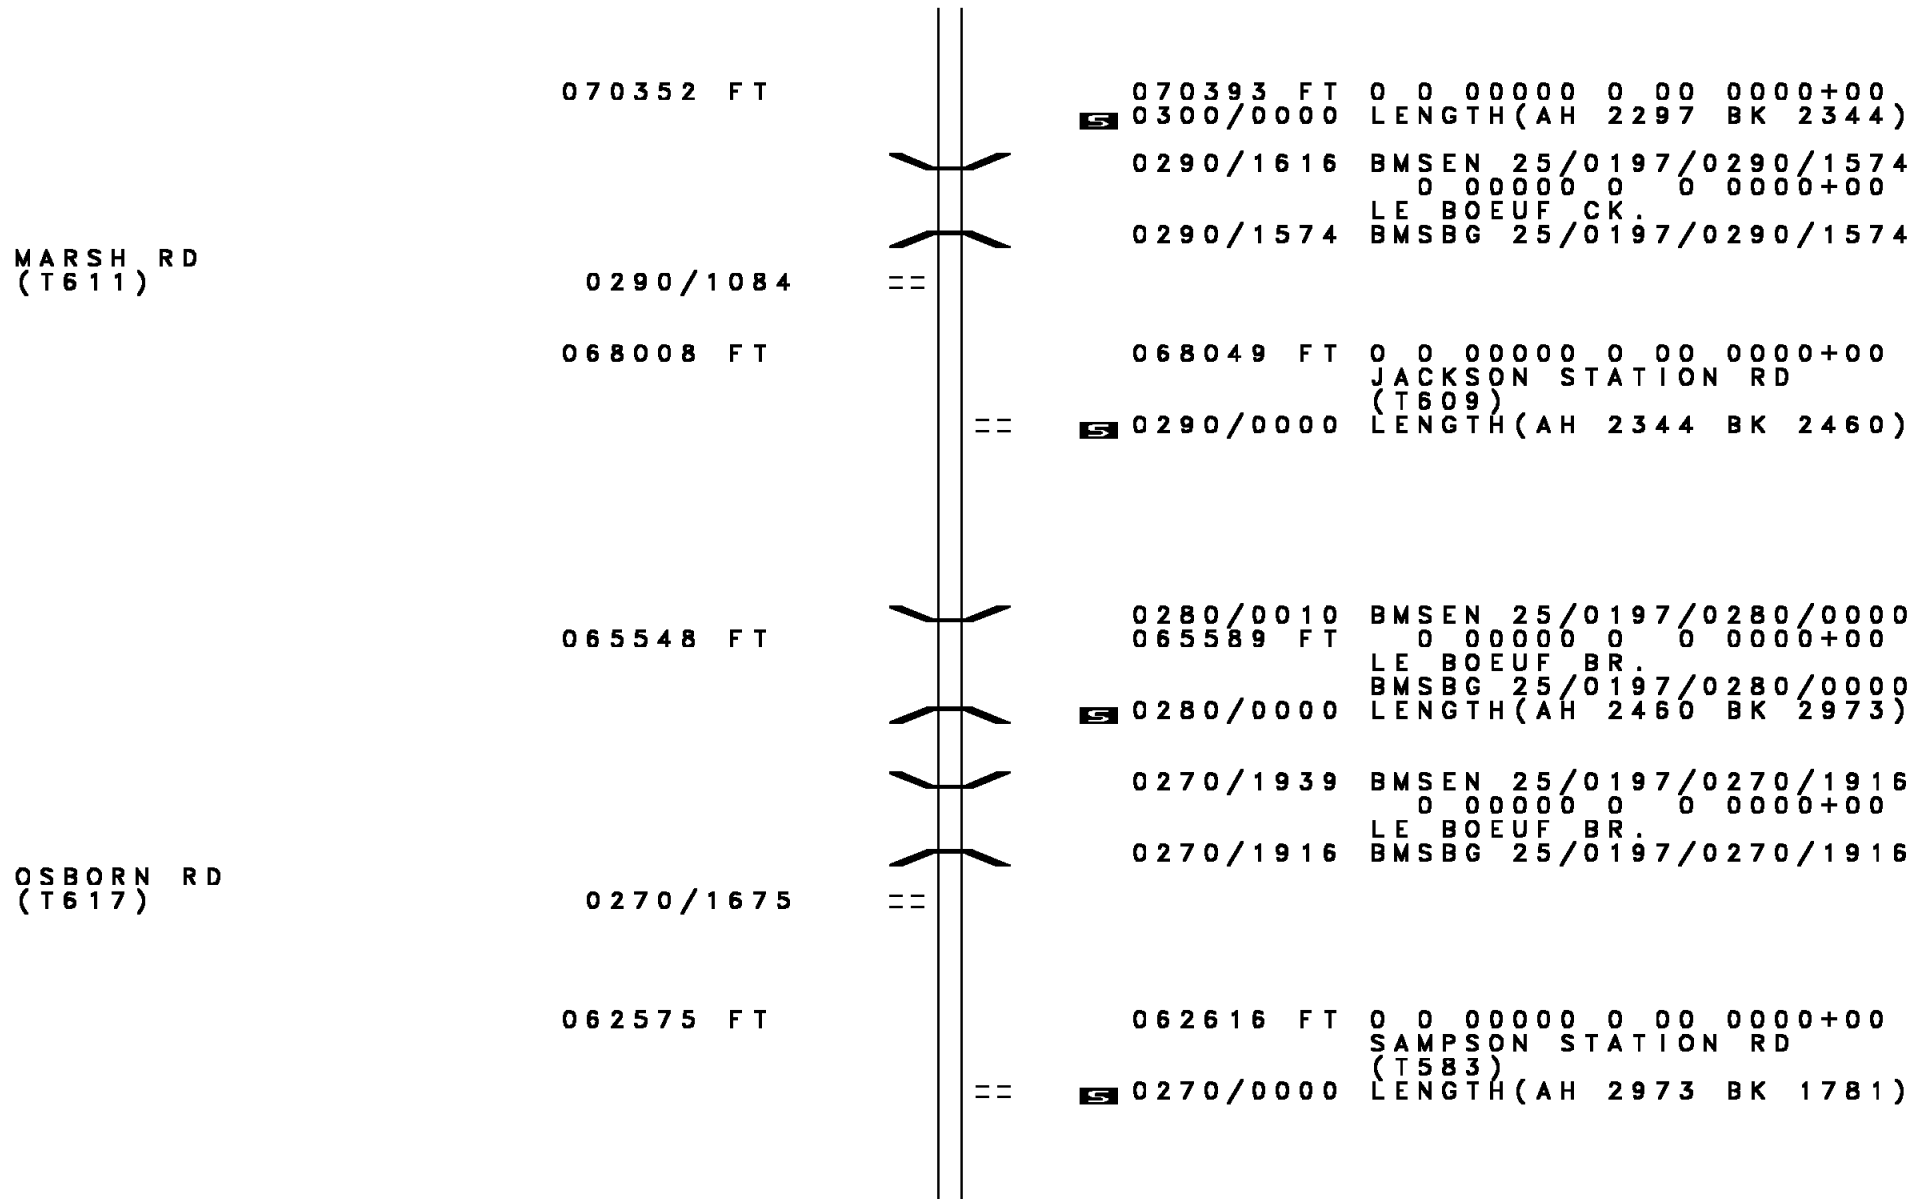 070352 FT 070393 FT 0 0 00000 0 00 0000+00
S 0300/0000 LENGTH(AH 2297 BK 2344)
0290/1616 BMSEN 25/0197/0290/1574
0 00000 0 0 0000+00
LE BOEUF CK.
0290/1574 BMSBG 25/0197/0290/1574
MARSH RD
(T611) 0290/1084 ==
068008 FT 068049 FT 0 0 00000 0 00 0000+00
JACKSON STATION RD
(T609)
== S 0290/0000 LENGTH(AH 2344 BK 2460)
0280/0010 BMSEN 25/0197/0280/0000
065548 FT 065589 FT 0 00000 0 0 0000+00
LE BOEUF BR.
BMSBG 25/0197/0280/0000
S 0280/0000 LENGTH(AH 2460 BK 2973)
0270/1939 BMSEN 25/0197/0270/1916
0 00000 0 0 0000+00
LE BOEUF BR.
0270/1916 BMSBG 25/0197/0270/1916
OSBORN RD
(T617) 0270/1675 ==
062575 FT 062616 FT 0 0 00000 0 00 0000+00
SAMPSON STATION RD
(T583)
== S 0270/0000 LENGTH(AH 2973 BK 1781)